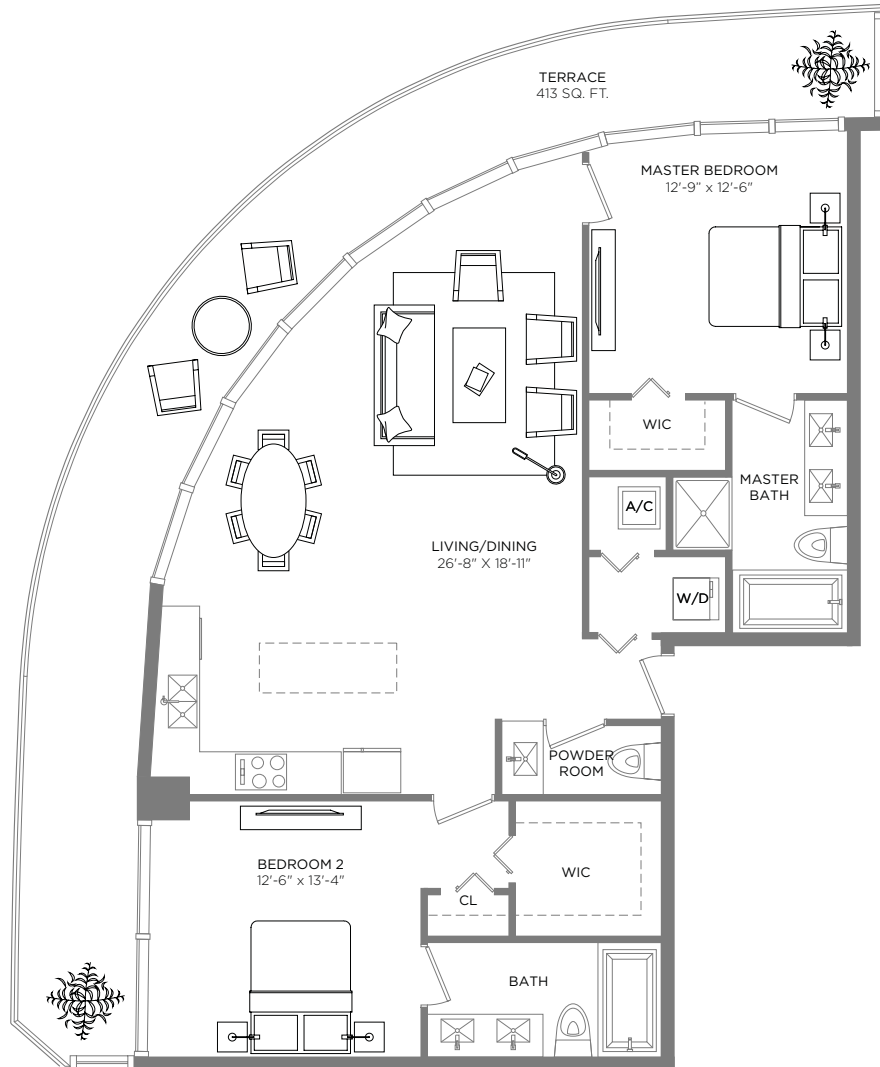 TERRACE
413 SQ. FT.
MASTER BEDROOM
12'-9" x 12'-6"
WIC
MASTER
BATH
A/C
LIVING/DINING
26'-8" X 18'-11"
W/D
POWDER
ROOM
BEDROOM 2
12'-6" x 13'-4"
WIC
CL
BATH